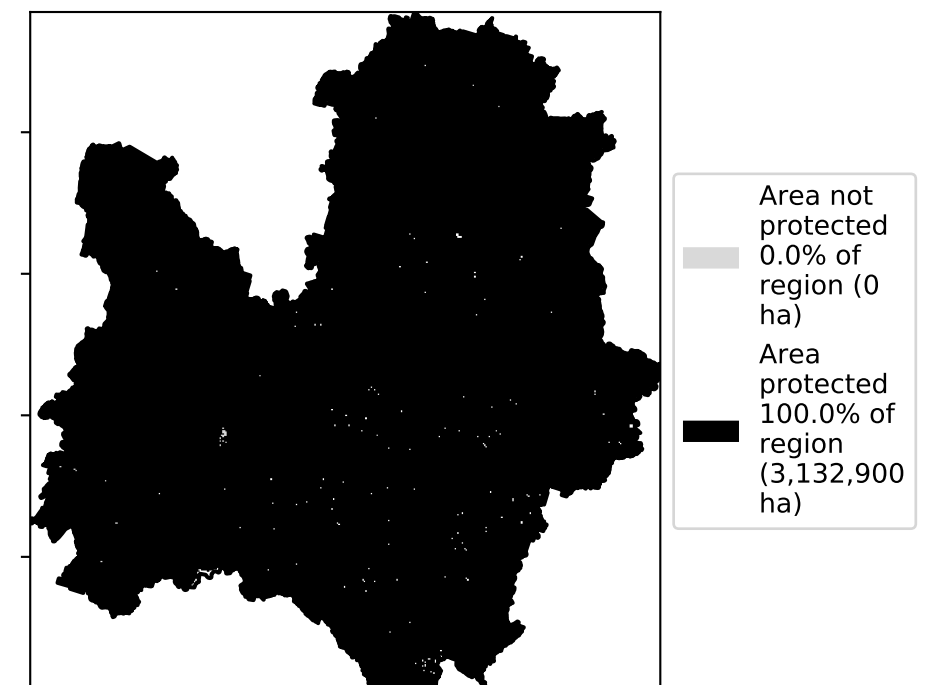 Area not
protected
0.0% of
region (0
ha)
Area
protected
100.0% of
region
(3,132,900
ha)